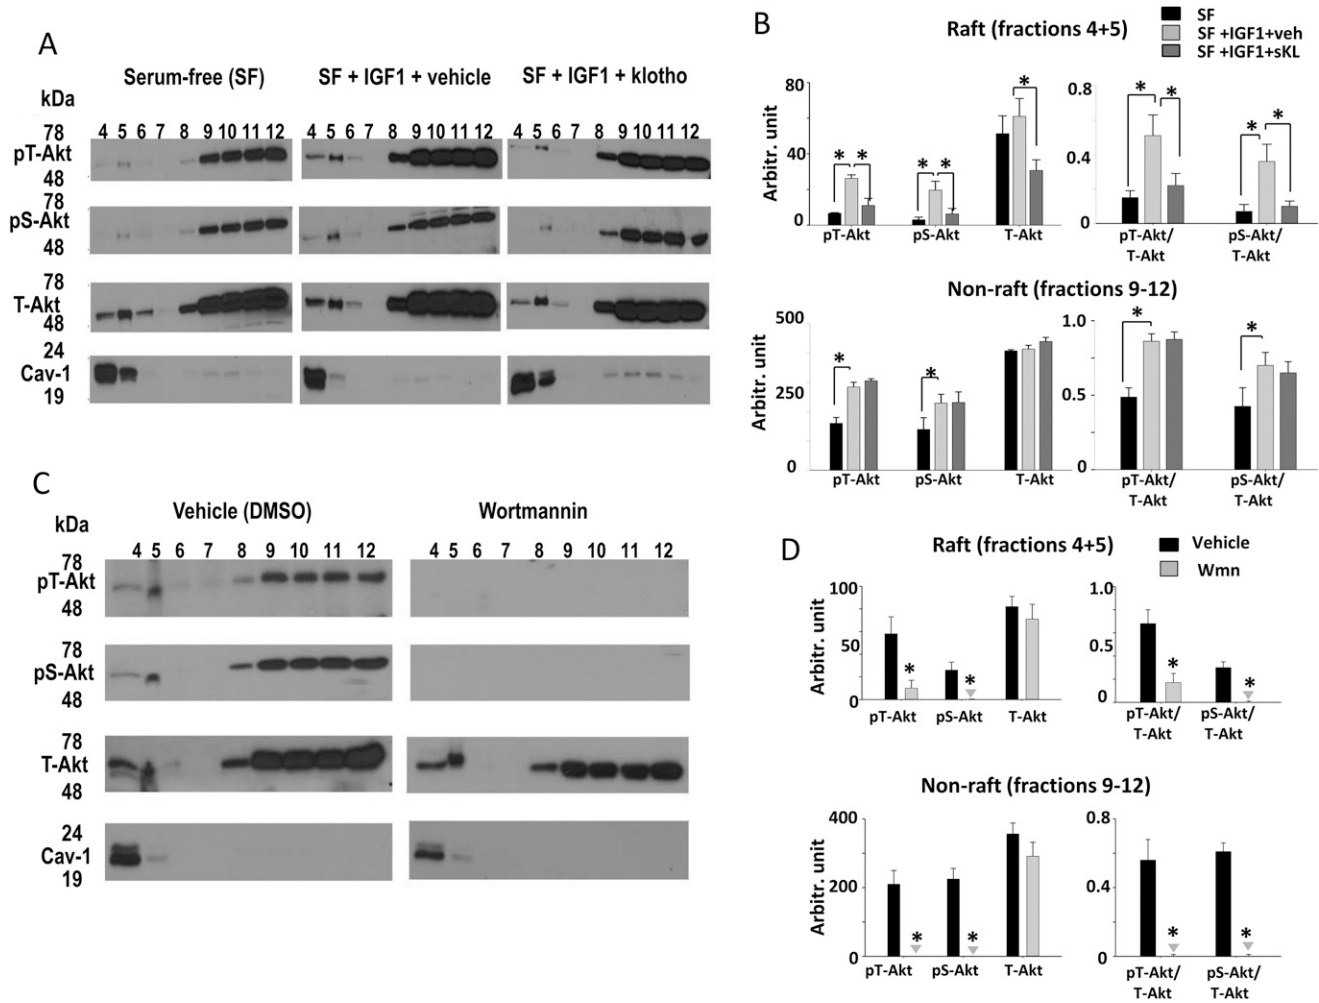 A
Serum-free (SF)
SF + IGF1 + vehicle
SF + IGF1 + klotho
kDa
4 5 6 7 8 9 10 11 12
4 5 6 7 8 9 10 11 12
4 5 6 7 8 9 10 11 12
78
pT-Akt
48
pS-Akt
48
78
T-Akt
48
24
Cav-1
19
B
Raft (fractions 4+5)
SF
SF +IGF1+veh
SF +IGF1+sKL
Arbitr. unit
80
40
0
* * * * *
pT-Akt
pS-Akt
T-Akt
0.8
0.4
0
* * * *
pT-Akt/
T-Akt
pS-Akt/
T-Akt
Non-raft (fractions 9-12)
Arbitr. unit
500
250
0
* *
pT-Akt
pS-Akt
T-Akt
1.0
0.5
0
* *
pT-Akt/
T-Akt
pS-Akt/
T-Akt
C
Vehicle (DMSO)
Wortmannin
kDa
4 5 6 7 8 9 10 11 12
4 5 6 7 8 9 10 11 12
78
pT-Akt
48
78
pS-Akt
48
78
T-Akt
48
24
Cav-1
19
D
Raft (fractions 4+5)
Vehicle
Wmn
Arbitr. unit
100
50
0
* *
pT-Akt
pS-Akt
T-Akt
1.0
0.5
0
* *
pT-Akt/
T-Akt
pS-Akt/
T-Akt
Non-raft (fractions 9-12)
Arbitr. unit
400
200
0
* *
pT-Akt
pS-Akt
T-Akt
0.8
0.4
0
* *
pT-Akt/
T-Akt
pS-Akt/
T-Akt